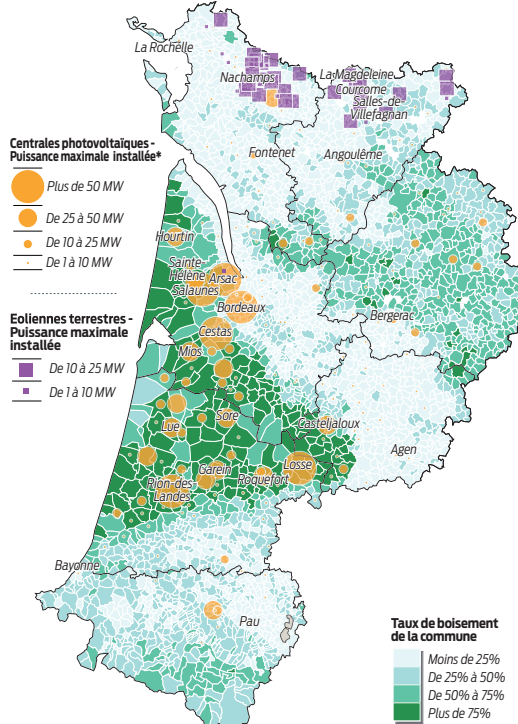 La Rochelle
Nachamps
La Magdeleine
Courcome
Salles-de-
Villefagnan
Centrales photovoltaïques -
Puissance maximale installée*
Plus de 50 MW
De 25 à 50 MW
De 10 à 25 MW
De 1 à 10 MW
Fontenet
Angoulême
Hourtin
Sainte-
Hélène
Arsac
Salaunes
Bordeaux
Eoliennes terrestres -
Puissance maximale
installée
De 10 à 25 MW
De 1 à 10 MW
Bergerac
Cestas
Mios
Lue
Sore
Casteljaloux
Agen
Garein
Roquefort
Losse
Rion-des-
Landes
Bayonne
Pau
Taux de boisement
de la commune
Moins de 25%
De 25% à 50%
De 50% à 75%
Plus de 75%